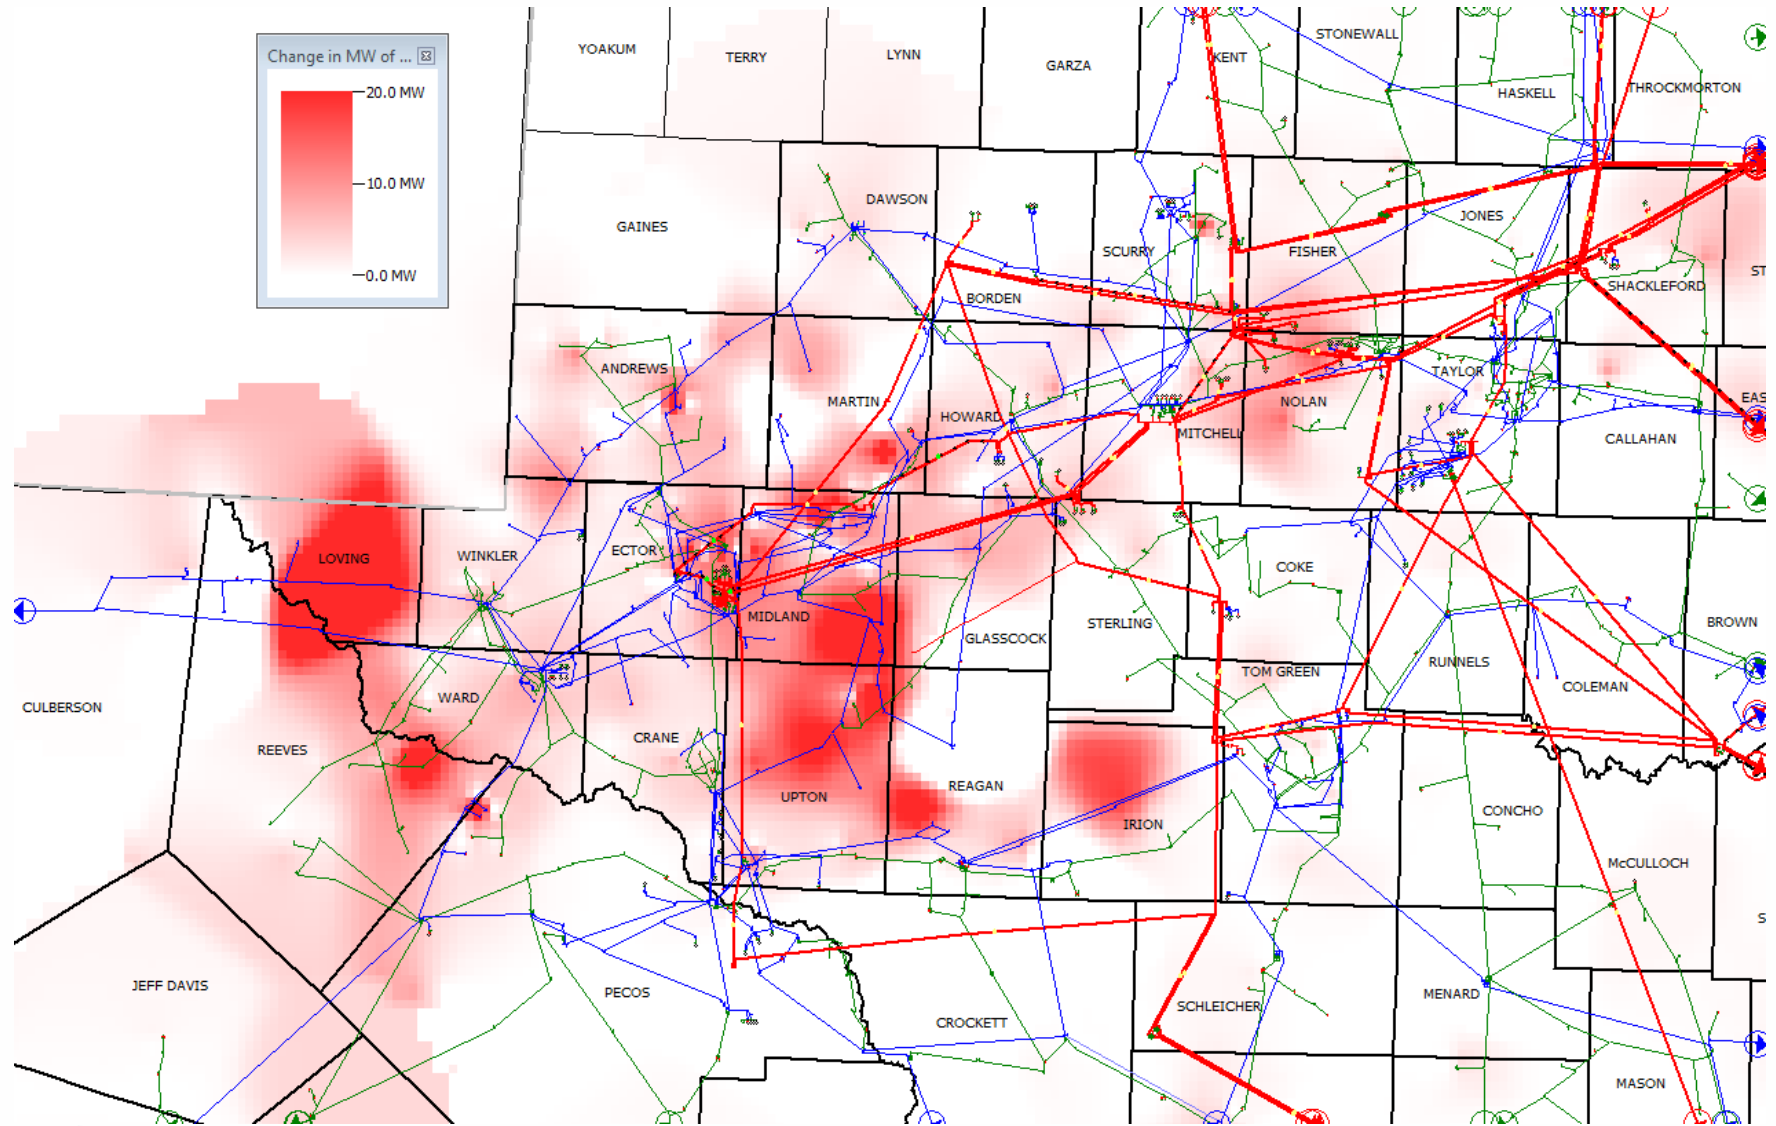 YOAKUM
TERRY
LYNN
GARZA
KENT
STONEWALL
HASKELL
THROCKMORTON
Change in MW of ...
20.0 MW
10.0 MW
0.0 MW
GAINES
DAWSON
BORDEN
SCURRY
FISHER
JONES
SHACKLEFORD
ST
ANDREWS
MARTIN
HOWARD
MITCHELL
NOLAN
TAYLOR
CALLAHAN
EAS
LOVING
WINKLER
ECTOR
MIDLAND
GLASSCOCK
STERLING
COKE
RUNNELS
COLEMAN
BROWN
CULBERSON
REEVES
WARD
CRANE
UPTON
REAGAN
IRION
TOM GREEN
CONCHO
McCULLOCH
S
JEFF DAVIS
PECOS
CROCKETT
SCHLEICHER
MENARD
MASON